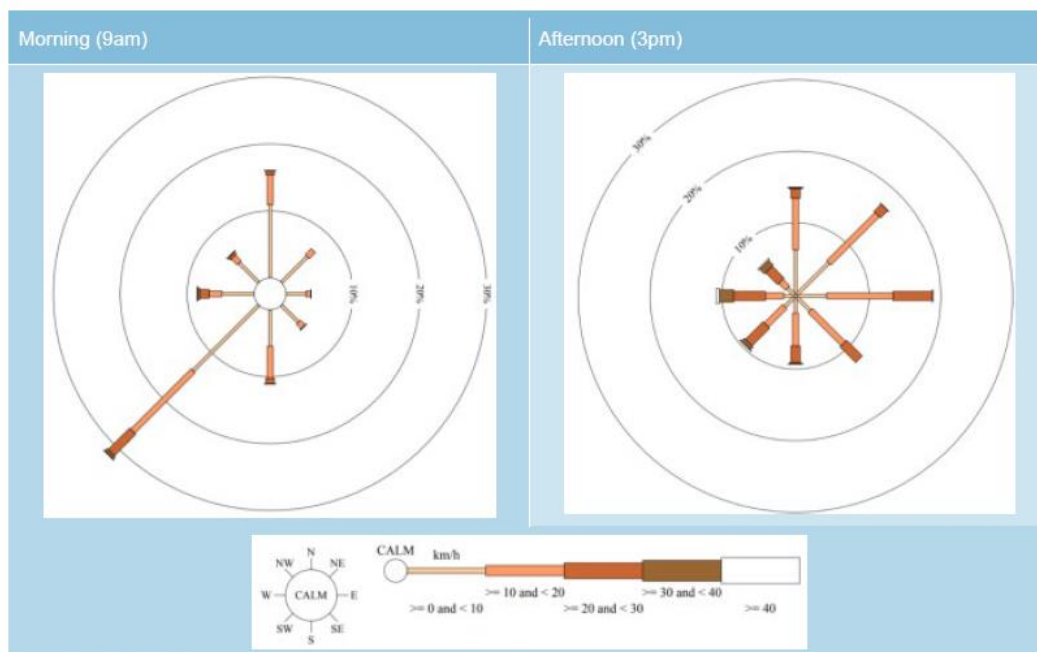 Morning (9am)
Afternoon (3pm)
10%
20%
30%
30%
20%
10%
N
NW NE
W CALM E
SW SE
S
CALM km/h
>= 10 and < 20 >= 30 and < 40
>= 0 and < 10 >= 20 and < 30 >= 40